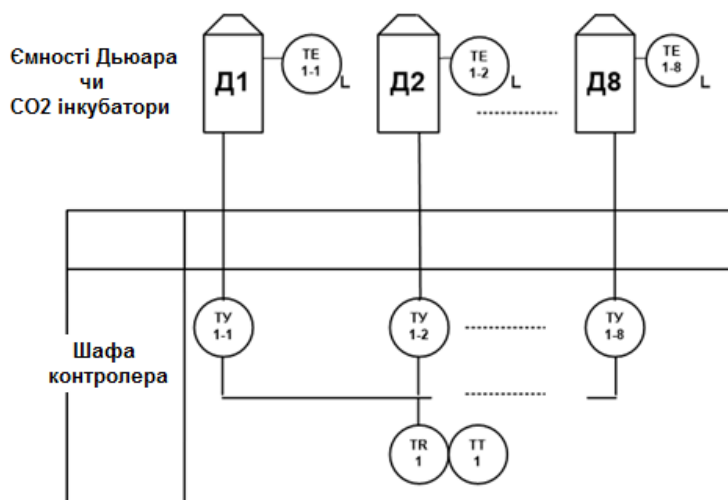 Ємності Дьюара
чи
СО2 інкубатори
Д1
TE
1-1
L
Д2
TE
1-2
L
Д8
TE
1-8
L
Шафа
контролера
ТУ
1-1
ТУ
1-2
ТУ
1-8
TR
1
TT
1